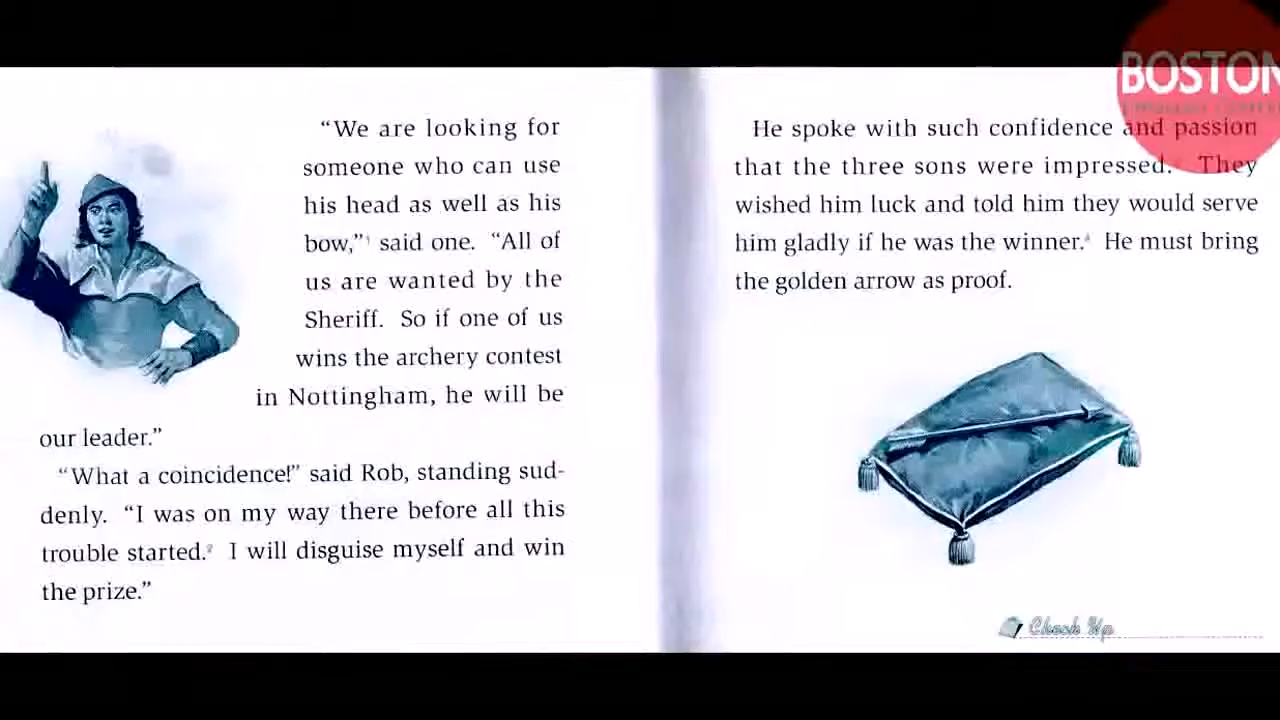 “We are looking for
someone who can use
his head as well as his
bow,”¹ said one. “All of
us are wanted by the
Sheriff. So if one of us
wins the archery contest
in Nottingham, he will be
our leader.”
“What a coincidence!” said Rob, standing sud-
denly. “I was on my way there before all this
trouble started.² I will disguise myself and win
the prize.”
BOSTON
He spoke with such confidence and passion
that the three sons were impressed. They
wished him luck and told him they would serve
him gladly if he was the winner. He must bring
the golden arrow as proof.
Check Up